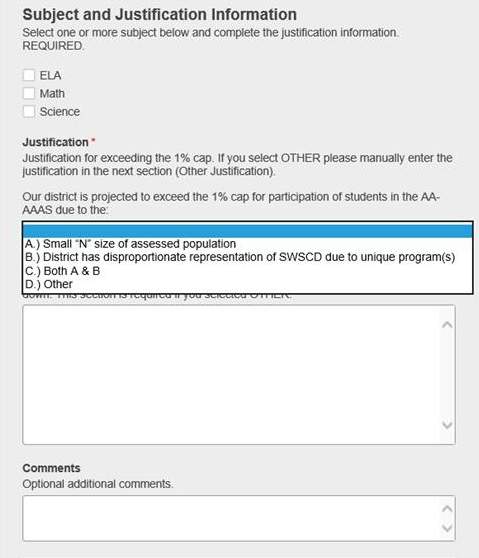 Subject and Justification Information
Select one or more subject below and complete the justification information.
REQUIRED.
ELA
Math
Science
Justification *
Justification for exceeding the 1% cap. If you select OTHER please manually enter the
justification in the next section (Other Justification).
Our district is projected to exceed the 1% cap for participation of students in the AA-
AAAS due to the:
A.) Small "N" size of assessed population
B.) District has disproportionate representation of SWSCD due to unique program(s)
C.) Both A & B
D.) Other
down. This section is required if you selected OTHER.
Comments
Optional additional comments.